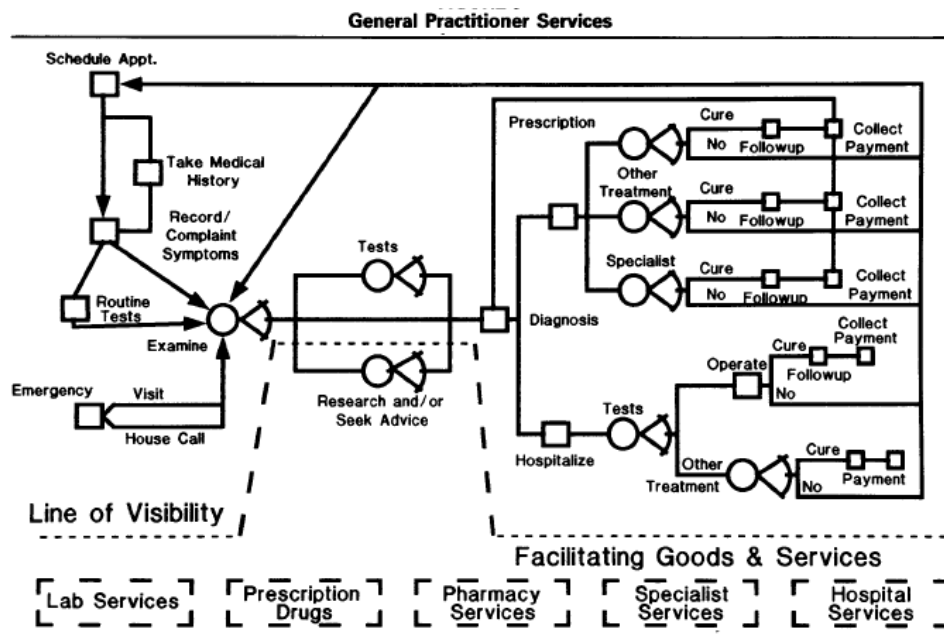 General Practitioner Services
Schedule Appt.
Take Medical
History
Record/
Complaint
Symptoms
Routine
Tests
Examine
Emergency
Visit
House Call
Tests
Research and/or
Seek Advice
Diagnosis
Prescription
Cure
No
Followup
Collect
Payment
Other
Treatment
Cure
No
Followup
Collect
Payment
Specialist
Cure
No
Followup
Collect
Payment
Hospitalize
Tests
Operate
Cure
No
Followup
Collect
Payment
Other
Treatment
Cure
No
Payment
Line of Visibility
Facilitating Goods & Services
Lab Services
Prescription
Drugs
Pharmacy
Services
Specialist
Services
Hospital
Services